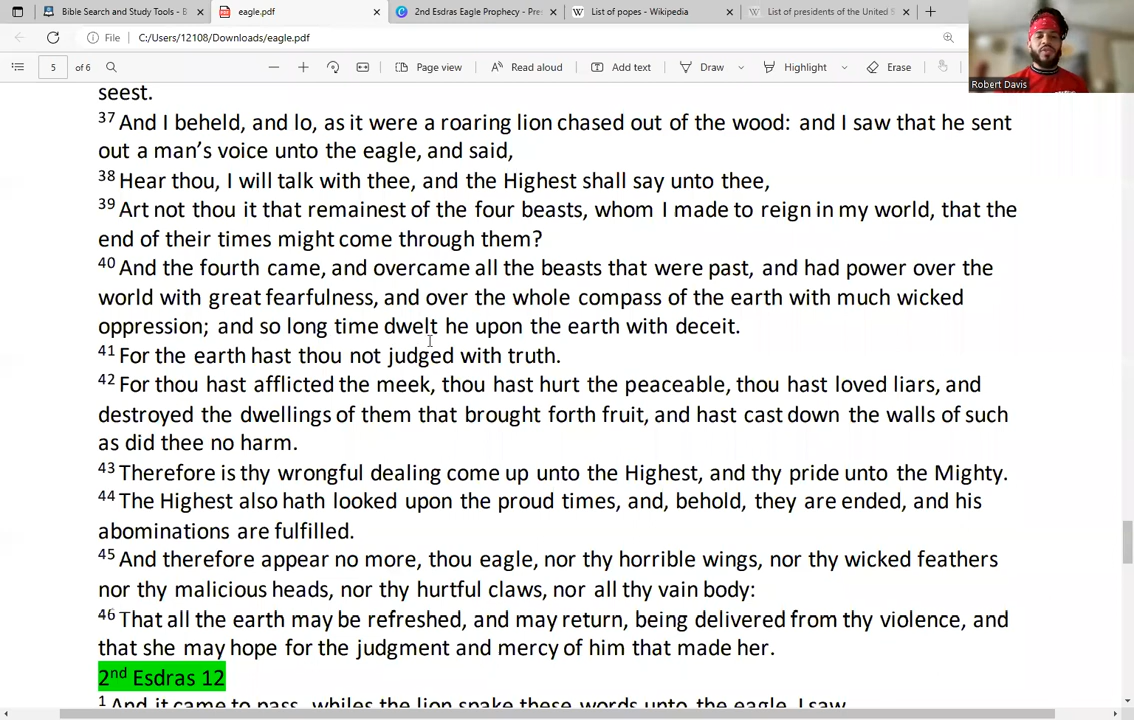 Bible Search and Study Tools - B
eagle.pdf
2nd Esdras Eagle Prophecy - Pre
List of popes - Wikipedia
List of presidents of the United S
File
C:/Users/12108/Downloads/eagle.pdf
5 of 6
Page view
Read aloud
Add text
Draw
Highlight
Erase
Robert Davis
seest.
37 And I beheld, and lo, as it were a roaring lion chased out of the wood: and I saw that he sent
out a man's voice unto the eagle, and said,
38 Hear thou, I will talk with thee, and the Highest shall say unto thee,
39 Art not thou it that remainest of the four beasts, whom I made to reign in my world, that the
end of their times might come through them?
40 And the fourth came, and overcame all the beasts that were past, and had power over the
world with great fearfulness, and over the whole compass of the earth with much wicked
oppression; and so long time dwelt he upon the earth with deceit.
41 For the earth hast thou not judged with truth.
42 For thou hast afflicted the meek, thou hast hurt the peaceable, thou hast loved liars, and
destroyed the dwellings of them that brought forth fruit, and hast cast down the walls of such
as did thee no harm.
43 Therefore is thy wrongful dealing come up unto the Highest, and thy pride unto the Mighty.
44 The Highest also hath looked upon the proud times, and, behold, they are ended, and his
abominations are fulfilled.
45 And therefore appear no more, thou eagle, nor thy horrible wings, nor thy wicked feathers
nor thy malicious heads, nor thy hurtful claws, nor all thy vain body:
46 That all the earth may be refreshed, and may return, being delivered from thy violence, and
that she may hope for the judgment and mercy of him that made her.
2nd Esdras 12
1 And it came to pass, whiles the lion spake these words unto the eagle, I saw,